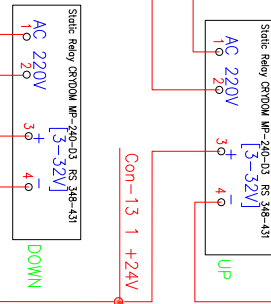 Static Relay CRYDOM MP-240-D3 RS 348-431
AC 220V
1
2
[3-32V]
3 +
4 -
UP
Con-13 1 +24V
Static Relay CRYDOM MP-240-D3 RS 348-431
AC 220V
1
2
[3-32V]
3 +
4 -
DOWN